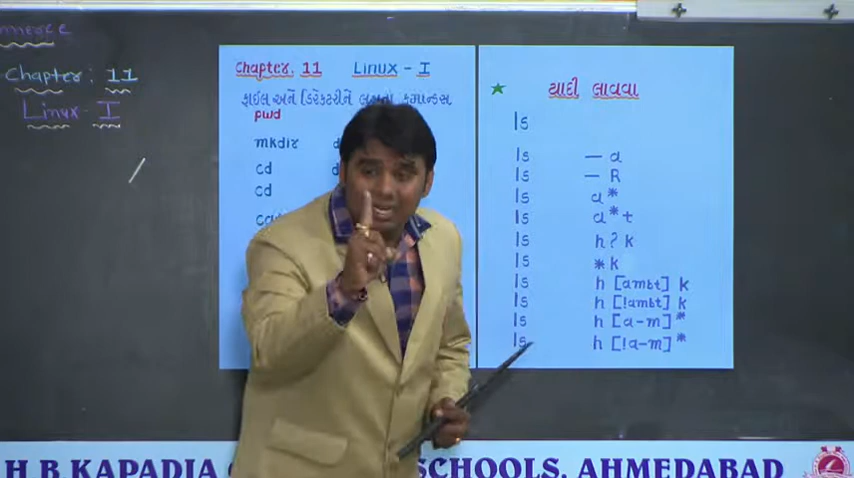 Chapter: 11
Linux - I
Chapter. 11 Linux - I
ફાઈલ અને ડિરેક્ટરીને લગતા કમાન્ડસ્
pwd
mkdir
cd
cd
યાદી લાવવા
ls
ls — a
ls — R
ls a*
ls a*t
ls h?k
ls *k
ls h [ambt] k
ls h [!ambt] k
ls h [a-m]*
ls h [!a-m]*
H B KAPADIA SCHOOLS, AHMEDABAD